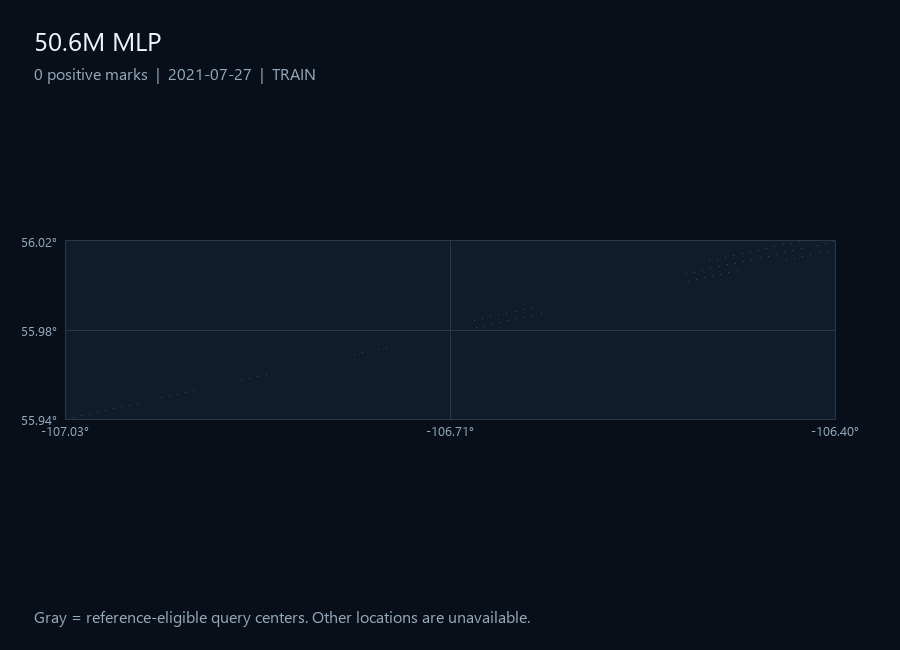 50.6M MLP
0 positive marks | 2021-07-27 | TRAIN
56.02°
55.98°
55.94°
-107.03°
-106.71°
-106.40°
Gray = reference-eligible query centers. Other locations are unavailable.